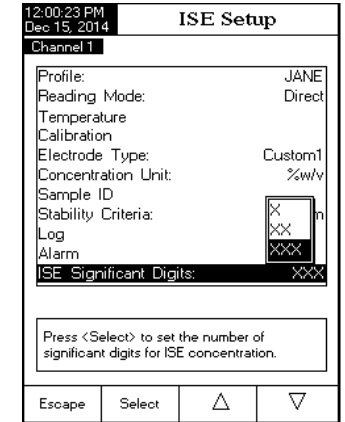 12:00:23 PM
Dec 15, 2014
ISE Setup
Channel 1
Profile: JANE
Reading Mode: Direct
Temperature
Calibration
Electrode Type: Custom1
Concentration Unit: %w/v
Sample ID
Stability Criteria: m
Log
Alarm
X
XX
XXX
ISE Significant Digits: XXX
Press <Select> to set the number of
significant digits for ISE concentration.
Escape Select △ ▽